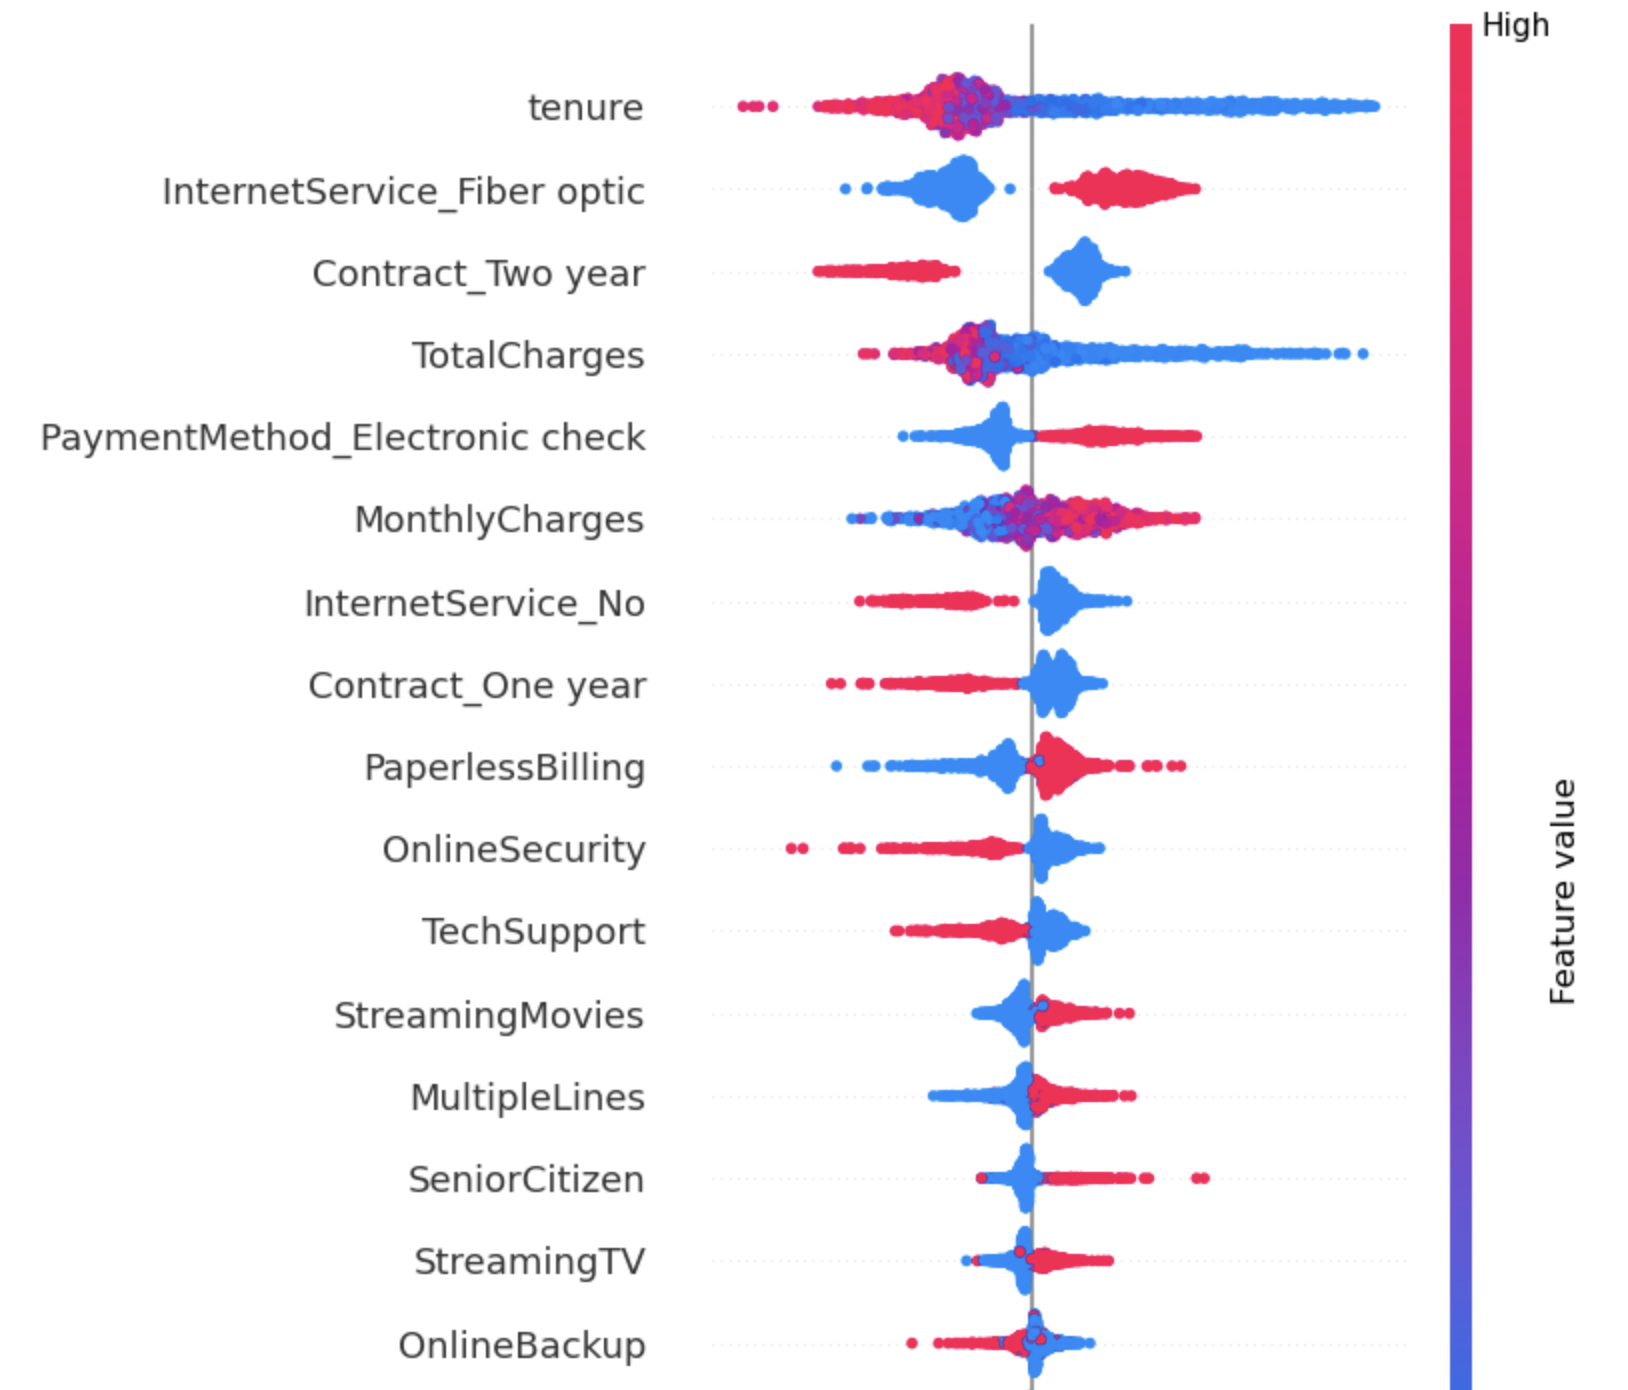 High
tenure
InternetService_Fiber optic
Contract_Two year
TotalCharges
PaymentMethod_Electronic check
MonthlyCharges
InternetService_No
Contract_One year
PaperlessBilling
OnlineSecurity
TechSupport
StreamingMovies
MultipleLines
SeniorCitizen
StreamingTV
OnlineBackup
Feature value